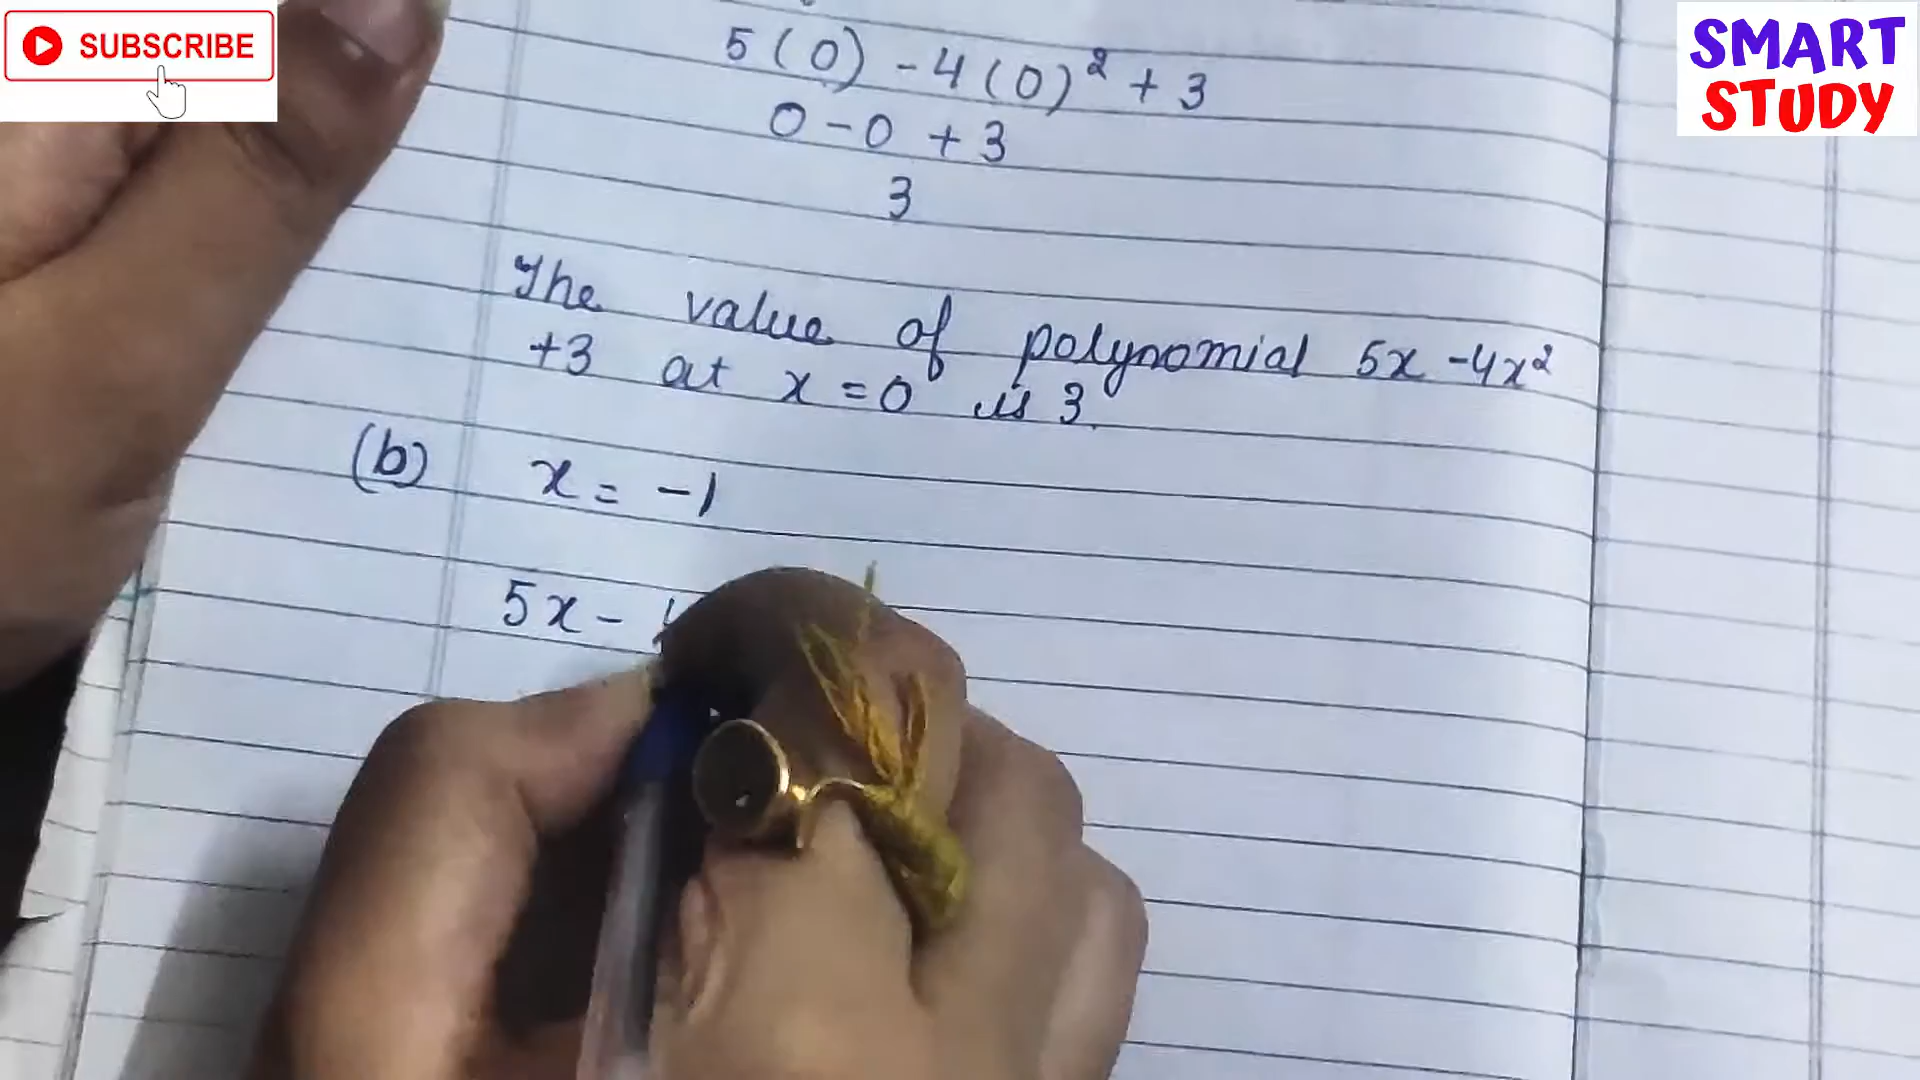 SUBSCRIBE
SMART
STUDY
5(0) - 4(0)² + 3
0 - 0 + 3
3
The value of polynomial 5x - 4x²
+3 at x = 0 is 3.
(b) x = -1
5x -